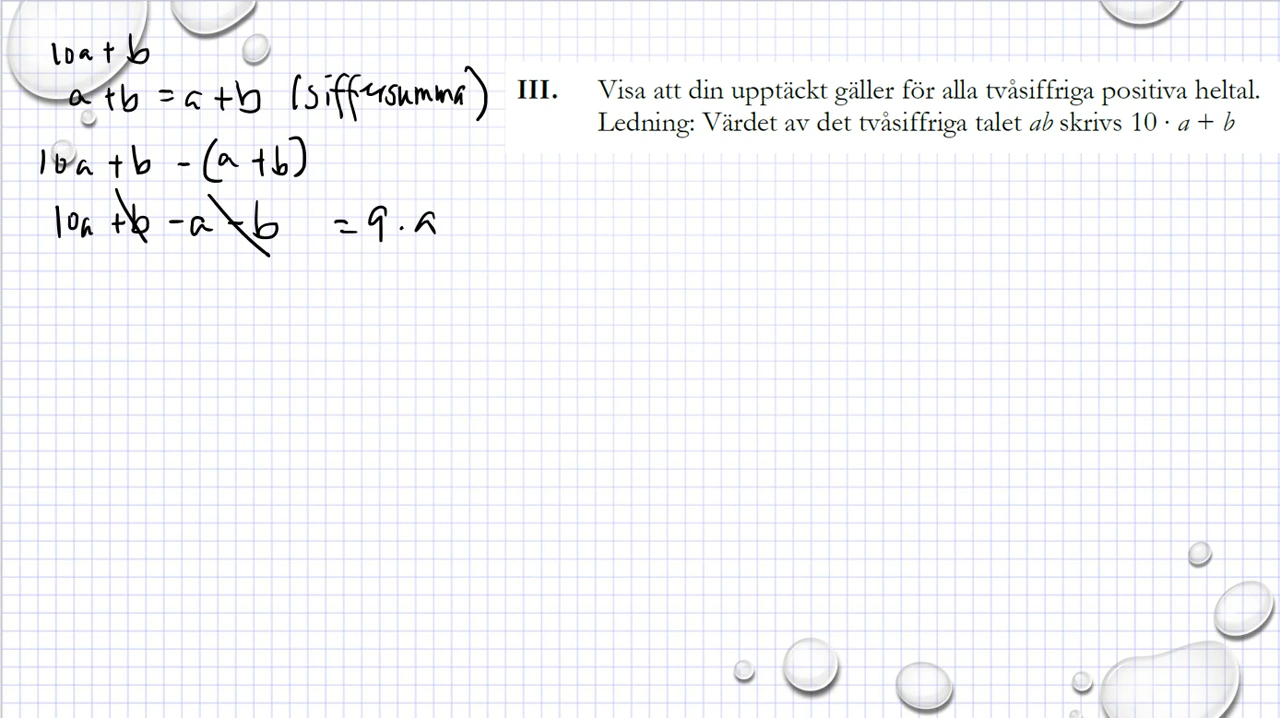 10a + b
a + b = a + b (siffersumma)
10a + b - (a + b)
10a + b - a - b = 9 · a
III. Visa att din upptäckt gäller för alla tvåsiffriga positiva heltal.
Ledning: Värdet av det tvåsiffriga talet ab skrivs 10 · a + b